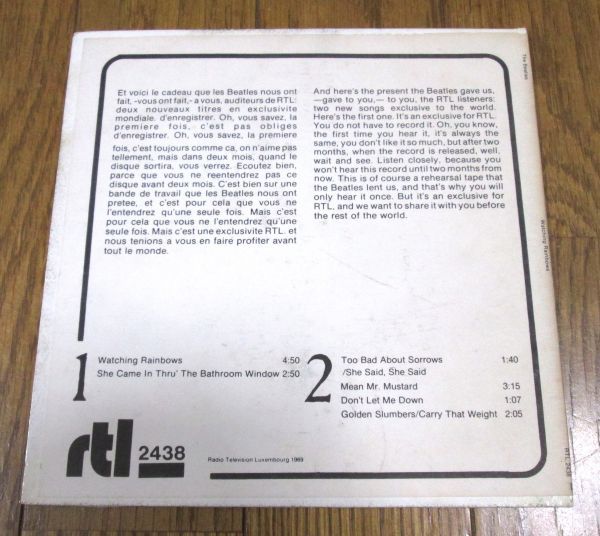 Et voici le cadeau que les Beatles nous ont
fait, -vous ont fait,- a vous, auditeurs de RTL:
deux nouveaux titres en exclusivite
mondiale. d'enregistrer. Oh, vous savez, la
premiere fois, c'est pas obliges
d'enregistrer. Oh, vous savez, la premiere
fois, c'est toujours comme ca, on n'aime pas
tellement, mais dans deux mois, quand le
disque sortira, vous verrez. Ecoutez bien,
parce que vous ne reentendrez pas ce
disque avant deux mois. C'est bien sur une
bande de travail que les Beatles nous ont
pretee, et c'est pour cela que vous ne
l'entendrez qu'une seule fois. Mais c'est
pour cela que vous ne l'entendrez qu'une
seule fois. Mais c'est une exclusivite RTL. et
nous tenions a vous en faire profiter avant
tout le monde.
And here's the present the Beatles gave us,
—gave to you,— to you, the RTL listeners:
two new songs exclusive to the world.
Here's the first one. It's an exclusive for RTL.
You do not have to record it. Oh, you know,
the first time you hear it, it's always the
same, you don't like it so much, but after two
months, when the record is released, well,
wait and see. Listen closely, because you
won't hear this record until two months from
now. This is of course a rehearsal tape that
the Beatles lent us, and that's why you will
only hear it once. But it's an exclusive for
RTL, and we want to share it with you before
the rest of the world.
1
Watching Rainbows 4:50
She Came In Thru' The Bathroom Window 2:50
2
Too Bad About Sorrows 1:40
/She Said, She Said
Mean Mr. Mustard 3:15
Don't Let Me Down 1:07
Golden Slumbers/Carry That Weight 2:05
rtl 2438
Radio Television Luxembourg 1969
The Beatles
Watching Rainbows
RTL 2438